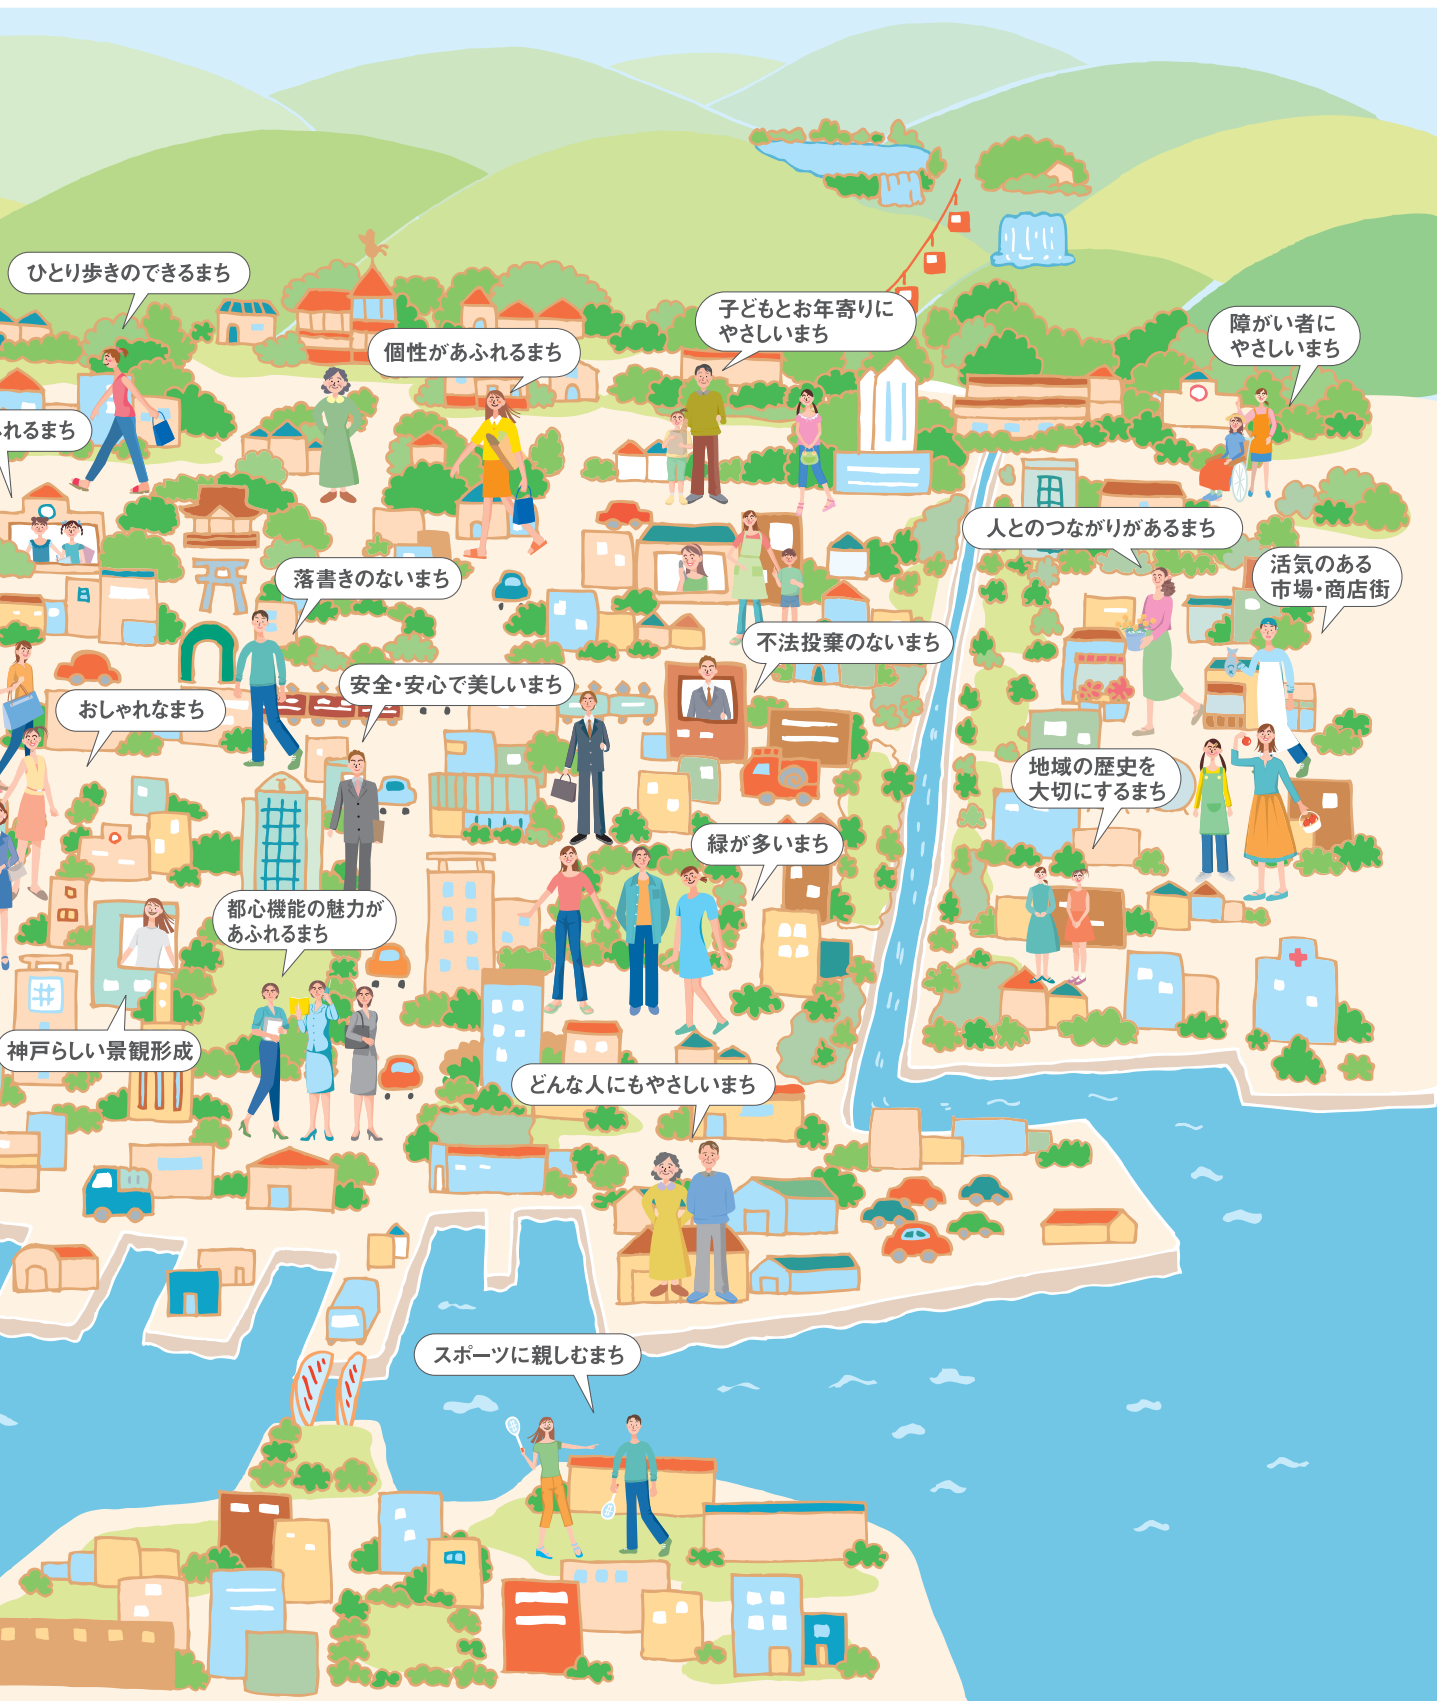 ひとり歩きのできるまち
子どもとお年寄りに
やさしいまち
障がい者に
やさしいまち
個性があふれるまち
れるまち
人とのつながりがあるまち
活気のある
市場・商店街
落書きのないまち
不法投棄のないまち
安全・安心で美しいまち
おしゃれなまち
地域の歴史を
大切にするまち
緑が多いまち
都心機能の魅力が
あふれるまち
神戸らしい景観形成
どんな人にもやさしいまち
スポーツに親しむまち